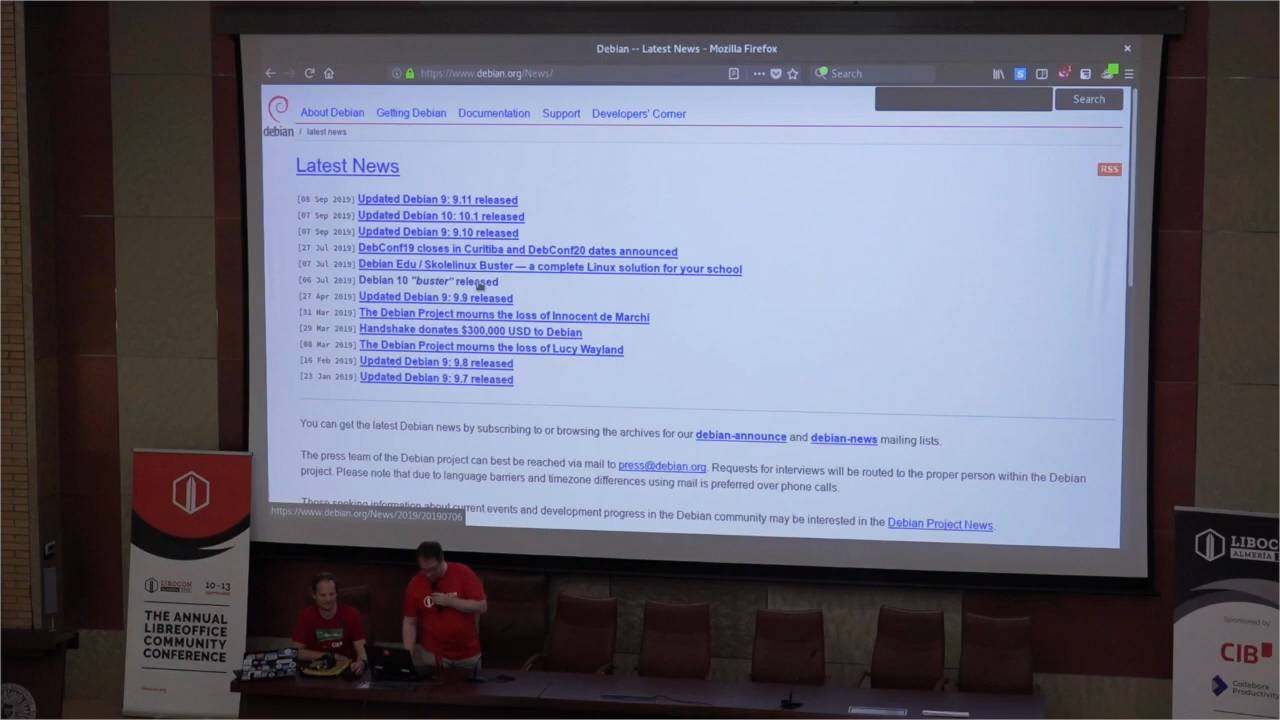 Debian -- Latest News - Mozilla Firefox
https://www.debian.org/News/
Search
Search
About Debian Getting Debian Documentation Support Developers' Corner
debian / latest news
Latest News
RSS
[08 Sep 2019] Updated Debian 9: 9.11 released
[07 Sep 2019] Updated Debian 10: 10.1 released
[07 Sep 2019] Updated Debian 9: 9.10 released
[27 Jul 2019] DebConf19 closes in Curitiba and DebConf20 dates announced
[07 Jul 2019] Debian Edu / Skolelinux Buster — a complete Linux solution for your school
[06 Jul 2019] Debian 10 "buster" released
[27 Apr 2019] Updated Debian 9: 9.9 released
[31 Mar 2019] The Debian Project mourns the loss of Innocent de Marchi
[29 Mar 2019] Handshake donates $300,000 USD to Debian
[08 Mar 2019] The Debian Project mourns the loss of Lucy Wayland
[16 Feb 2019] Updated Debian 9: 9.8 released
[23 Jan 2019] Updated Debian 9: 9.7 released
You can get the latest Debian news by subscribing to or browsing the archives for our debian-announce and debian-news mailing lists.
The press team of the Debian project can best be reached via mail to press@debian.org. Requests for interviews will be routed to the proper person within the Debian
project. Please note that due to language barriers and timezone differences using mail is preferred over phone calls.
Those seeking information about current events and development progress in the Debian community may be interested in the Debian Project News.
https://www.debian.org/News/2019/20190706
LIBOCON
10-13
THE ANNUAL
LIBREOFFICE
COMMUNITY
CONFERENCE
LIBOCO
ALMERÍA
Sponsored by
CIB
Collabora
Productivity